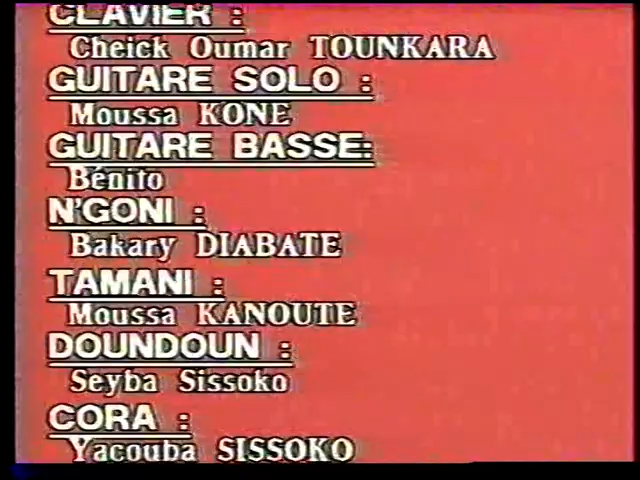 CLAVIER :
Cheick Oumar TOUNKARA
GUITARE SOLO :
Moussa KONE
GUITARE BASSE:
Bénito
N'GONI :
Bakary DIABATE
TAMANI :
Moussa KANOUTE
DOUNDOUN :
Seyba Sissoko
CORA :
Yacouba SISSOKO